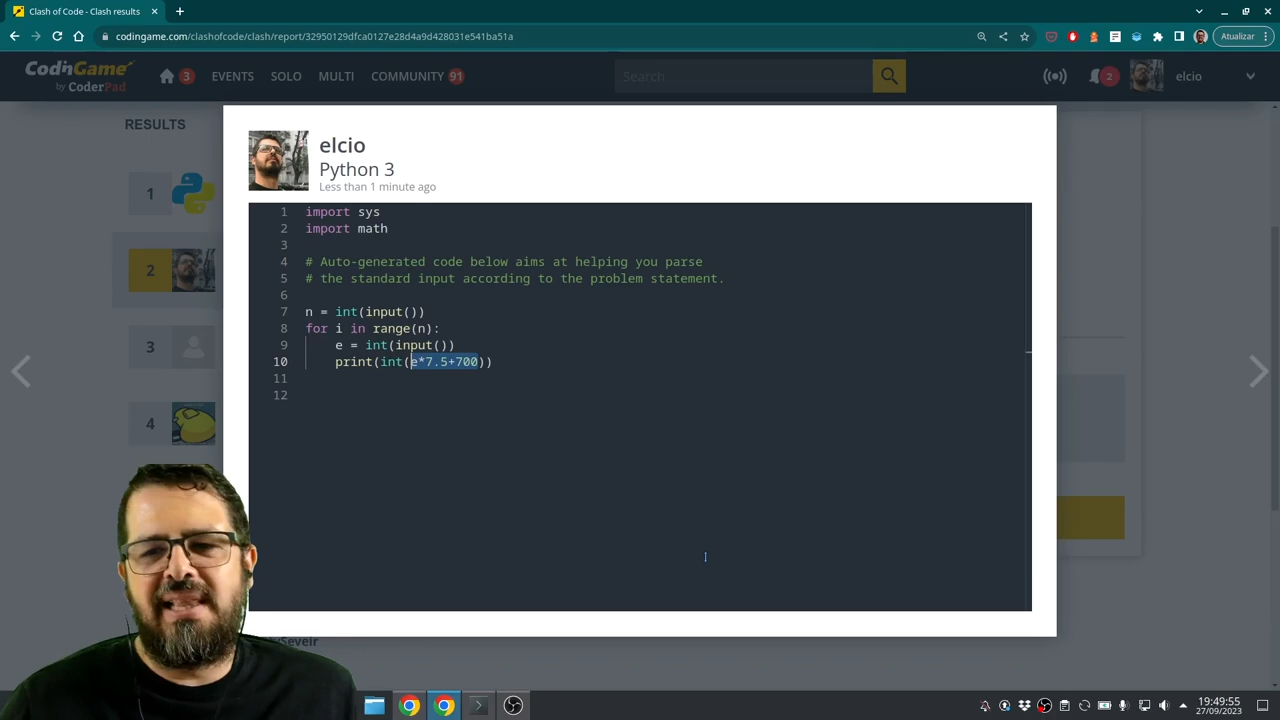 Clash of Code - Clash results
codingame.com/clashofcode/clash/report/32950129dfca0127e28d4a9d428031e541ba51a
Atualizar
CodinGame
by CoderPad
3
EVENTS
SOLO
MULTI
COMMUNITY
91
Search
2
elcio
RESULTS
1
2
3
4
elcio
Python 3
Less than 1 minute ago
1 import sys
2 import math
3
4 # Auto-generated code below aims at helping you parse
5 # the standard input according to the problem statement.
6
7 n = int(input())
8 for i in range(n):
9     e = int(input())
10     print(int(e*7.5+700))
11
12
19:49:55
27/09/2023